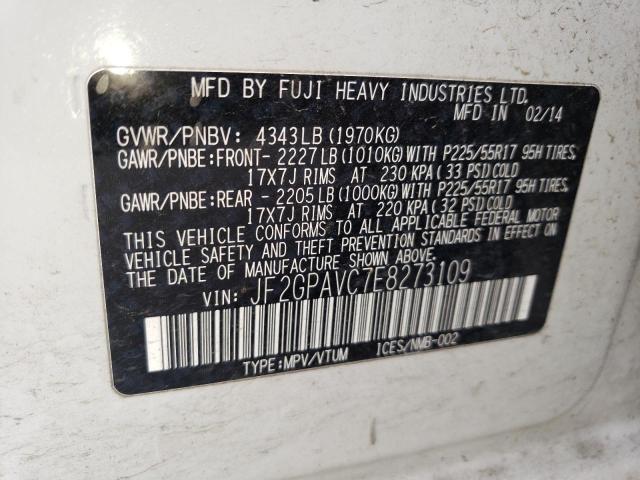 MFD BY FUJI HEAVY INDUSTRIES LTD.
MFD IN 02/14
GVWR/PNBV: 4343LB(1970KG)
GAWR/PNBE:FRONT- 2227LB(1010KG)WITH P225/55R17 95H TIRES,
17X7J RIMS AT 230 KPA(33 PSI)COLD
GAWR/PNBE:REAR - 2205LB(1000KG)WITH P225/55R17 95H TIRES,
17X7J RIMS AT 220 KPA(32 PSI)COLD
THIS VEHICLE CONFORMS TO ALL APPLICABLE FEDERAL MOTOR
VEHICLE SAFETY AND THEFT PREVENTION STANDARDS IN EFFECT ON
THE DATE OF MANUFACTURE SHOWN ABOVE.
VIN: JF2GPAVC7E8273109
TYPE:MPV/VTUM ICES/NMB-002